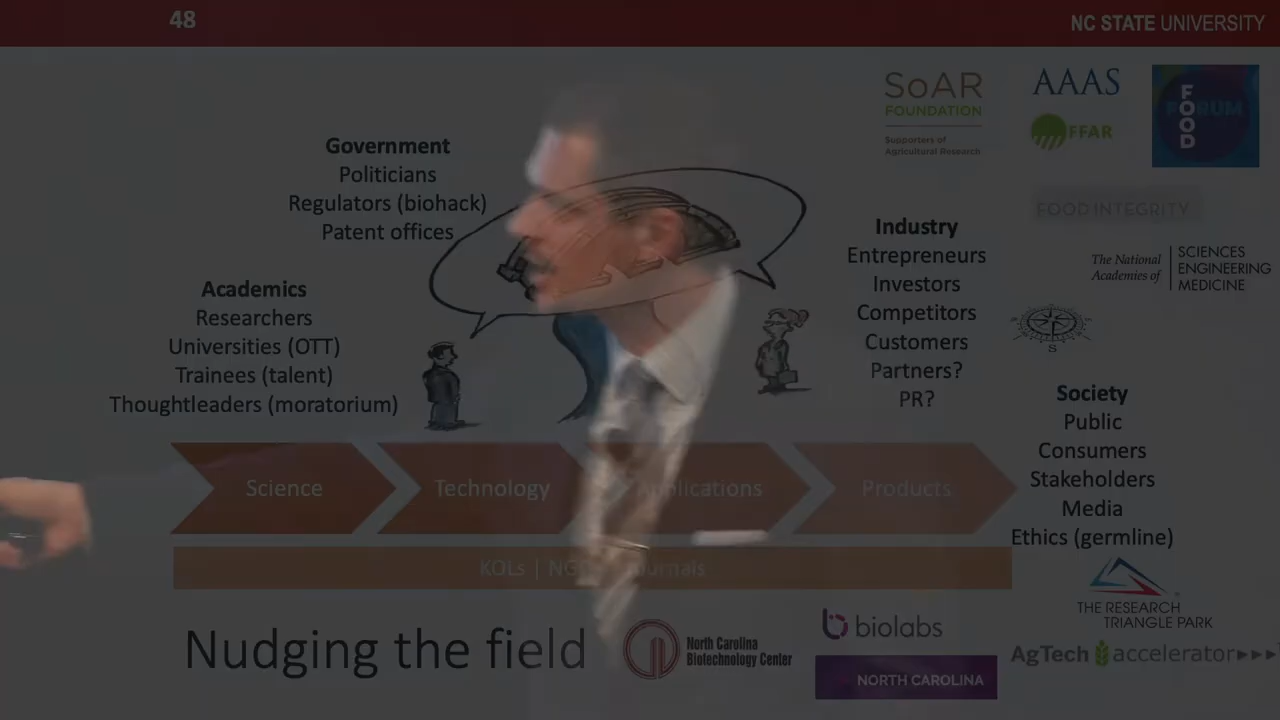 48
NC STATE UNIVERSITY
SoAR
FOUNDATION
Supporters of
Agricultural Research
AAAS
FFAR
FOOD
FORUM
FOOD INTEGRITY
The National
Academies of
SCIENCES
ENGINEERING
MEDICINE
S
Government
Politicians
Regulators (biohack)
Patent offices
Academics
Researchers
Universities (OTT)
Trainees (talent)
Thoughtleaders (moratorium)
Industry
Entrepreneurs
Investors
Competitors
Customers
Partners?
PR?
Society
Public
Consumers
Stakeholders
Media
Ethics (germline)
Science
Technology
Applications
Products
KOLs |
Nudging the field
North Carolina
Biotechnology Center
biolabs
NORTH CAROLINA
THE RESEARCH
TRIANGLE PARK
AgTech accelerator